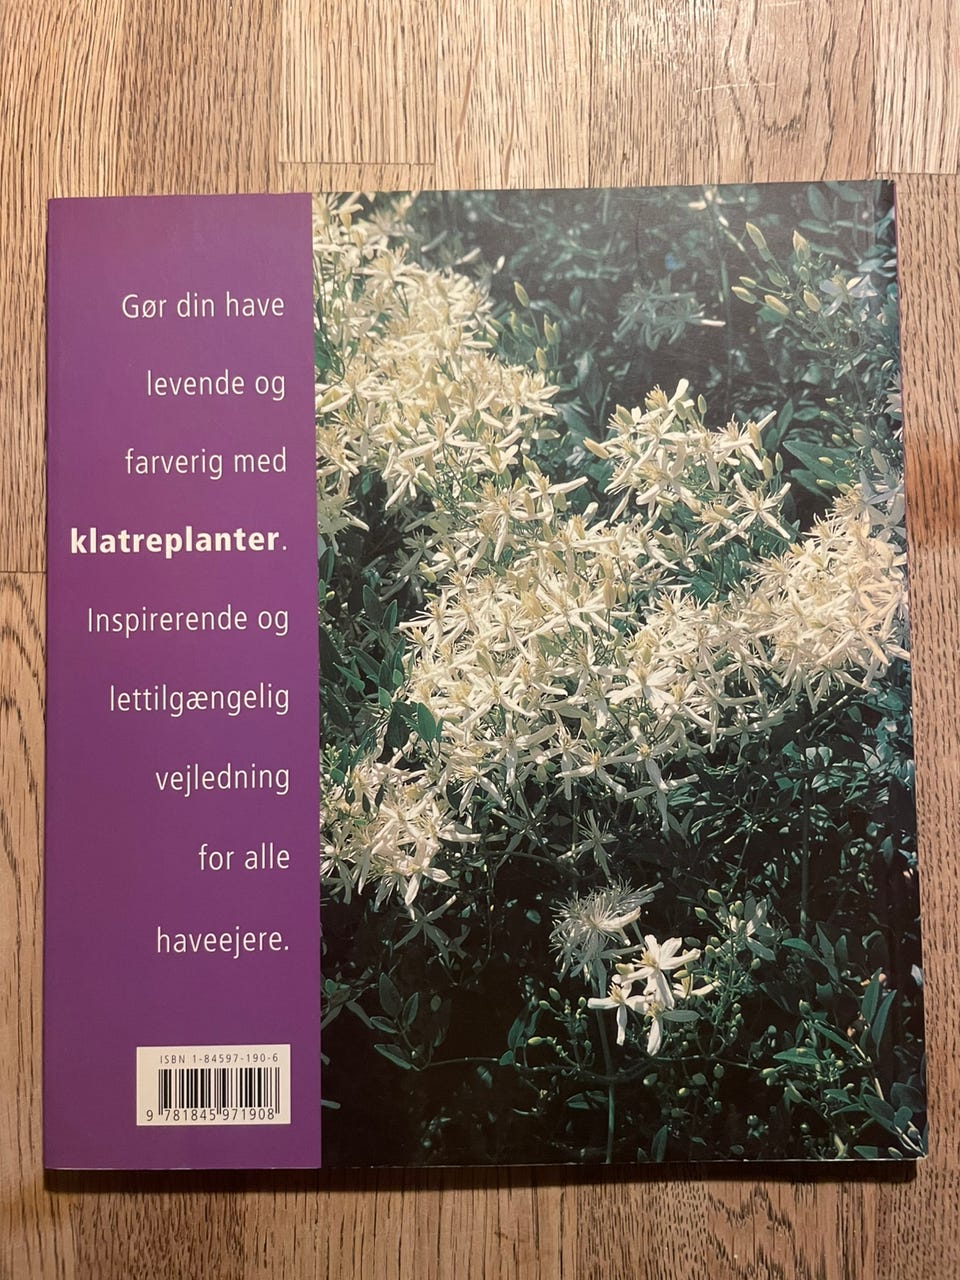 Gør din have
levende og
farverig med
klatreplanter.
Inspirerende og
lettilgængelig
vejledning
for alle
haveejere.
ISBN 1-84597-190-6
9 781845 971908